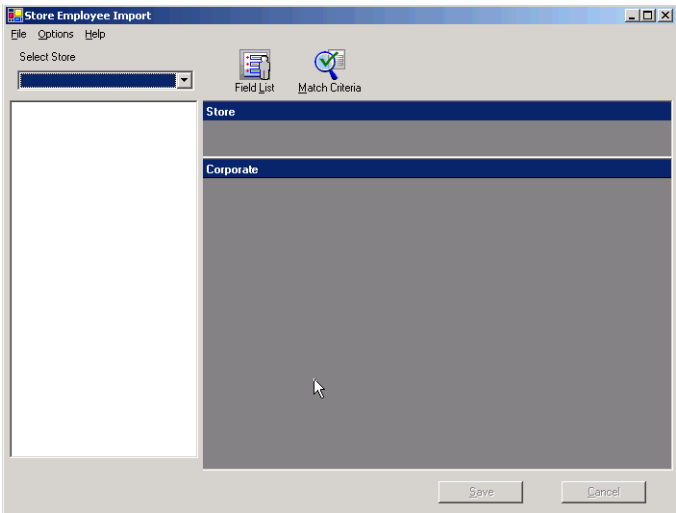 Store Employee Import
File Options Help
Select Store
Field List Match Criteria
Store
Corporate
Save Cancel